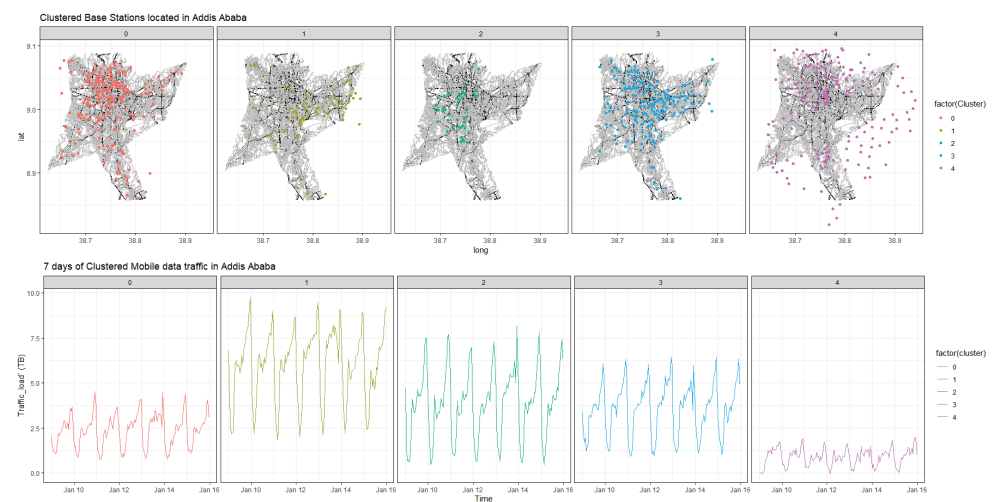 Clustered Base Stations located in Addis Ababa
0 1 2 3 4
9.1
9.0
8.9
lat
38.7 38.8 38.9 38.7 38.8 38.9 38.7 38.8 38.9 38.7 38.8 38.9 38.7 38.8 38.9
long
factor(Cluster)
0
1
2
3
4
7 days of Clustered Mobile data traffic in Addis Ababa
0 1 2 3 4
10.0
7.5
5.0
2.5
0.0
Traffic_load (TB)
Jan 10 Jan 12 Jan 14 Jan 16 Jan 10 Jan 12 Jan 14 Jan 16 Jan 10 Jan 12 Jan 14 Jan 16 Jan 10 Jan 12 Jan 14 Jan 16 Jan 10 Jan 12 Jan 14 Jan 16
Time
factor(cluster)
0
1
2
3
4